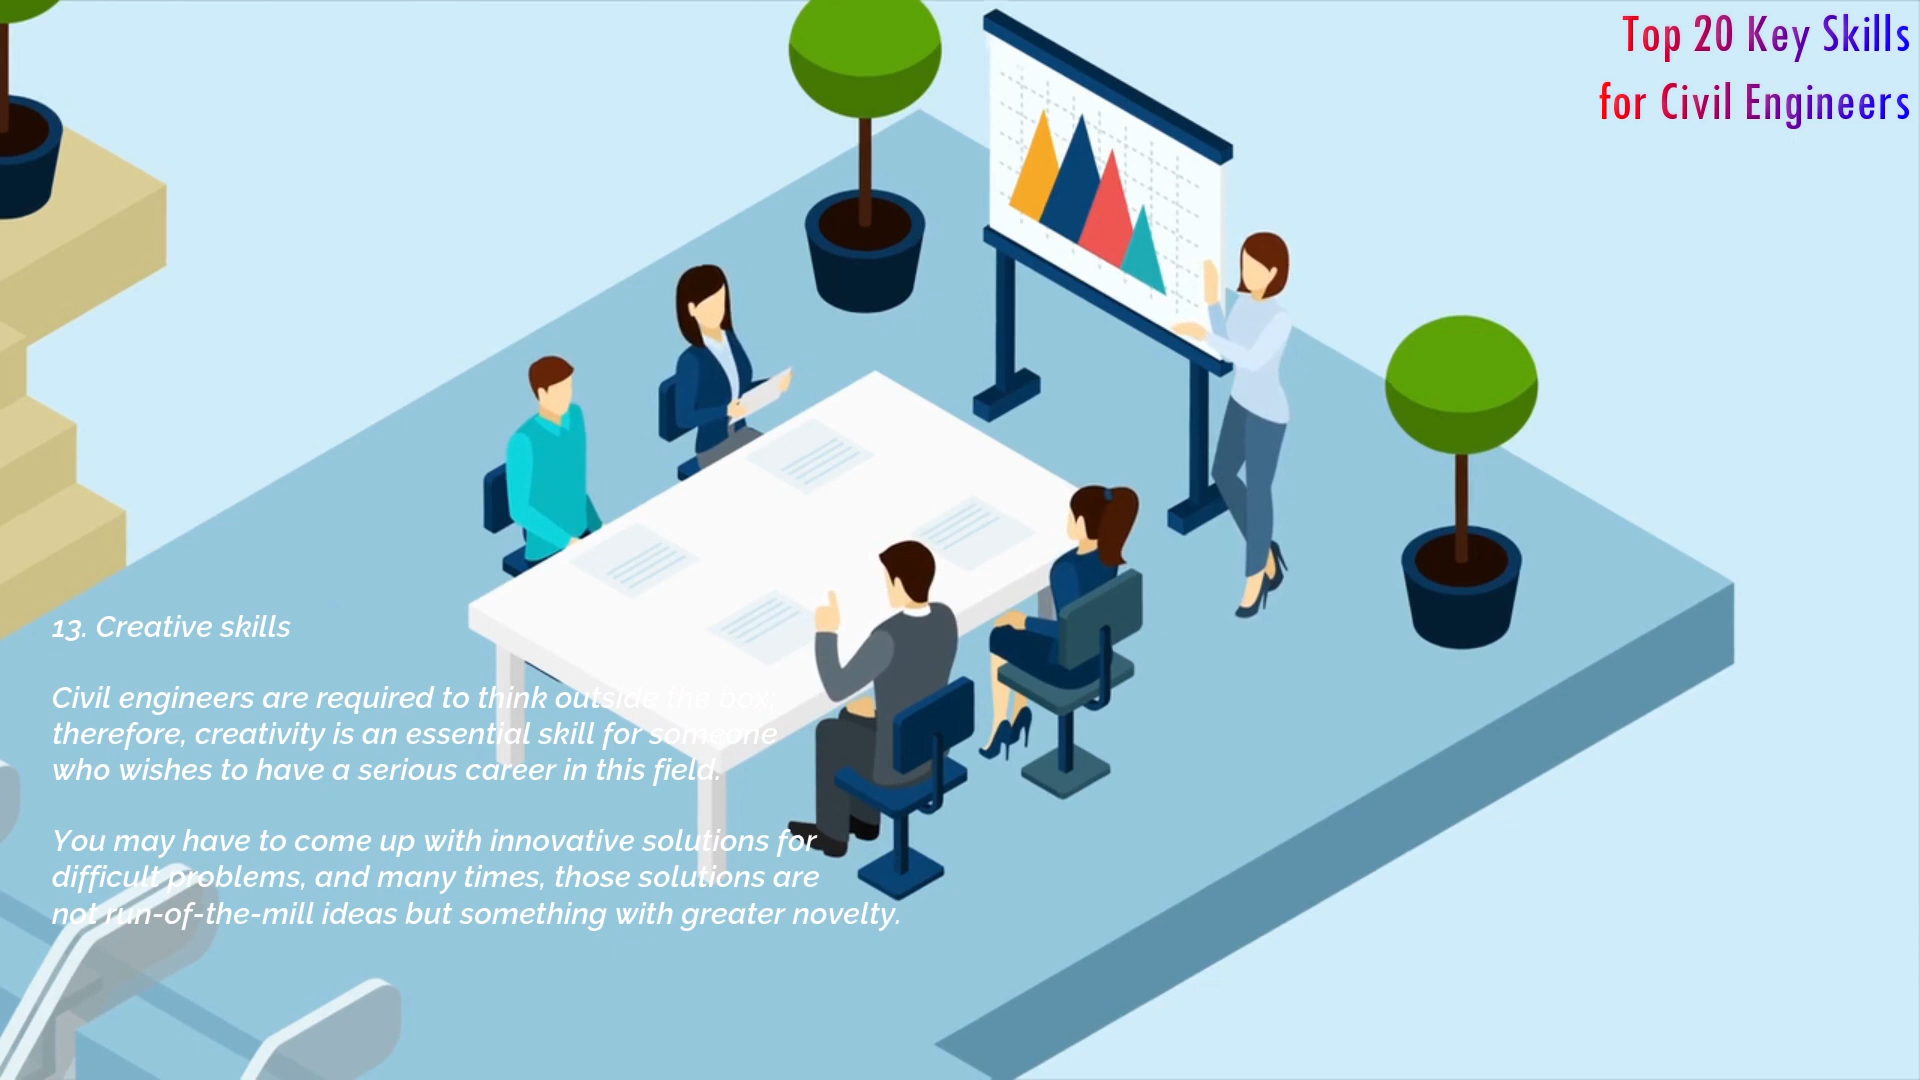 Top 20 Key Skills
for Civil Engineers
13. Creative skills
Civil engineers are required to think outside the box;
therefore, creativity is an essential skill for someone
who wishes to have a serious career in this field.
You may have to come up with innovative solutions for
difficult problems, and many times, those solutions are
not run-of-the-mill ideas but something with greater novelty.